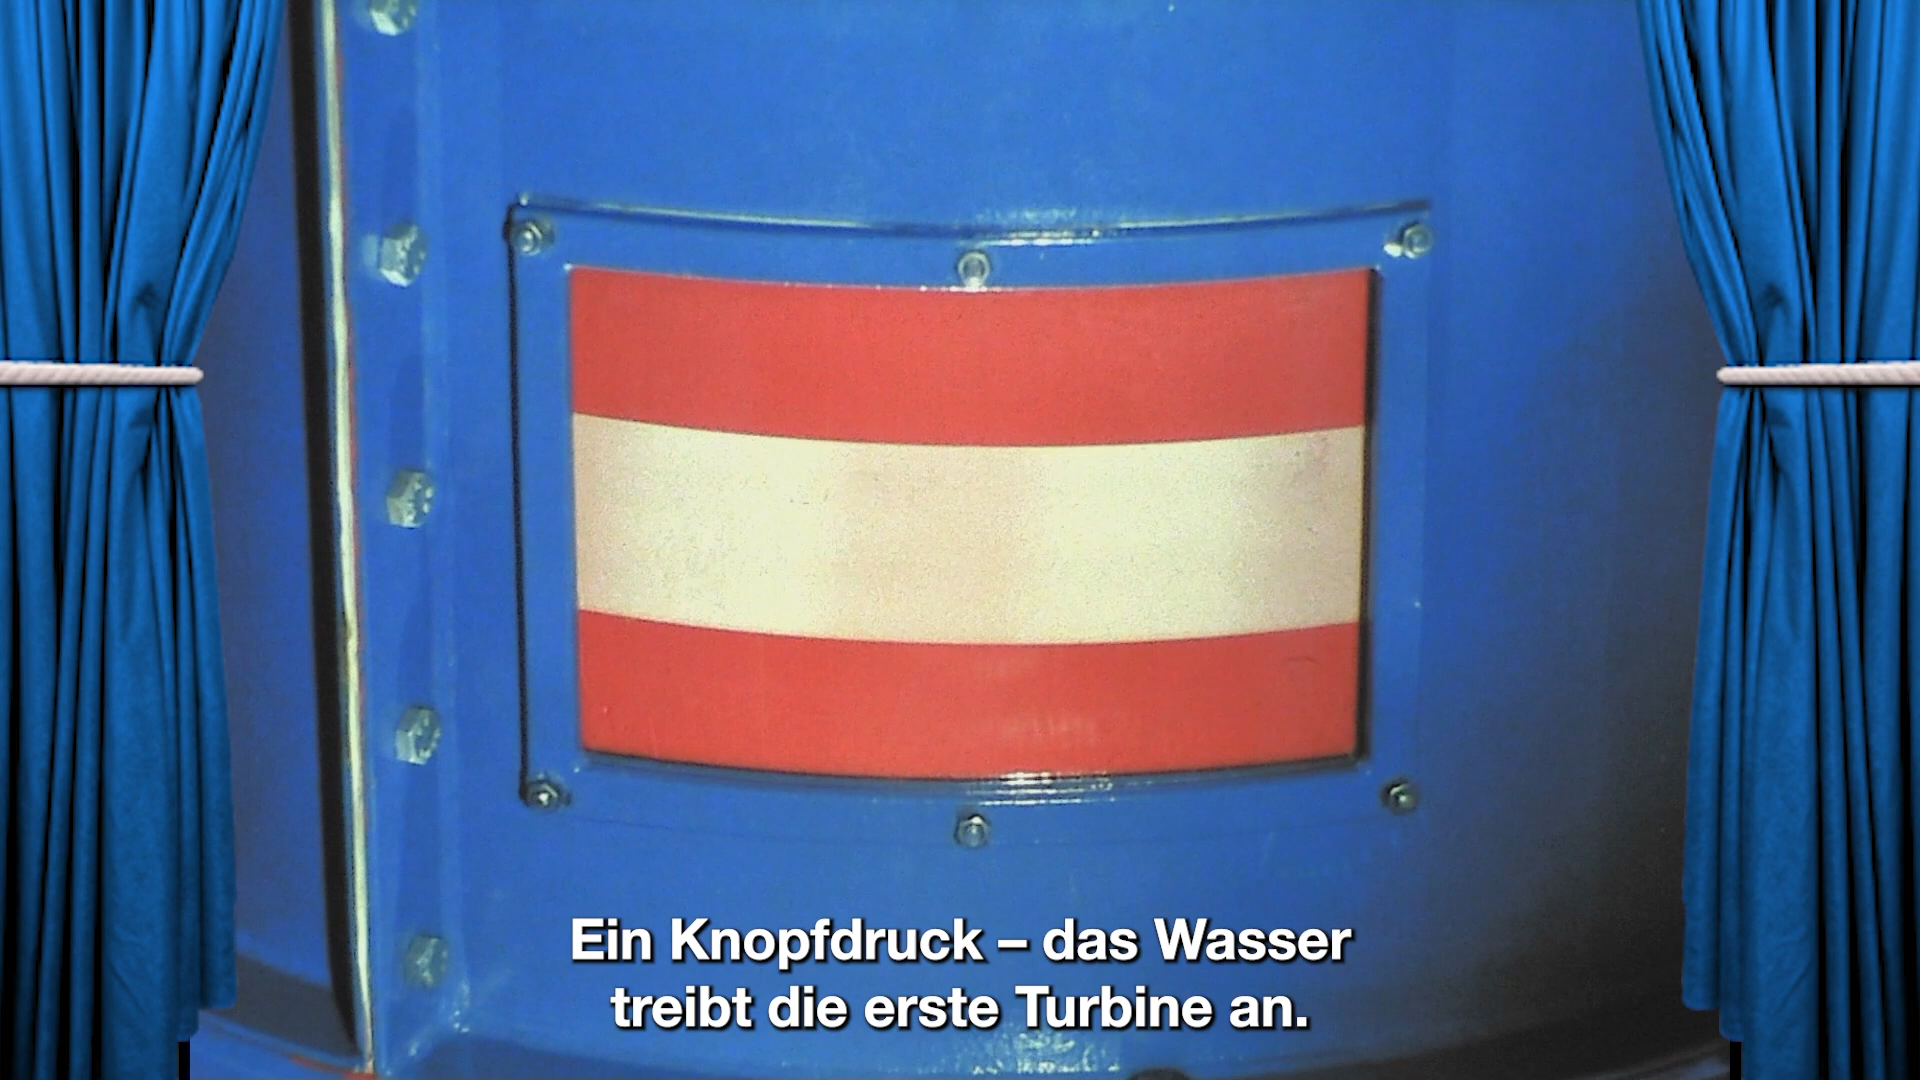 Ein Knopfdruck – das Wasser
treibt die erste Turbine an.